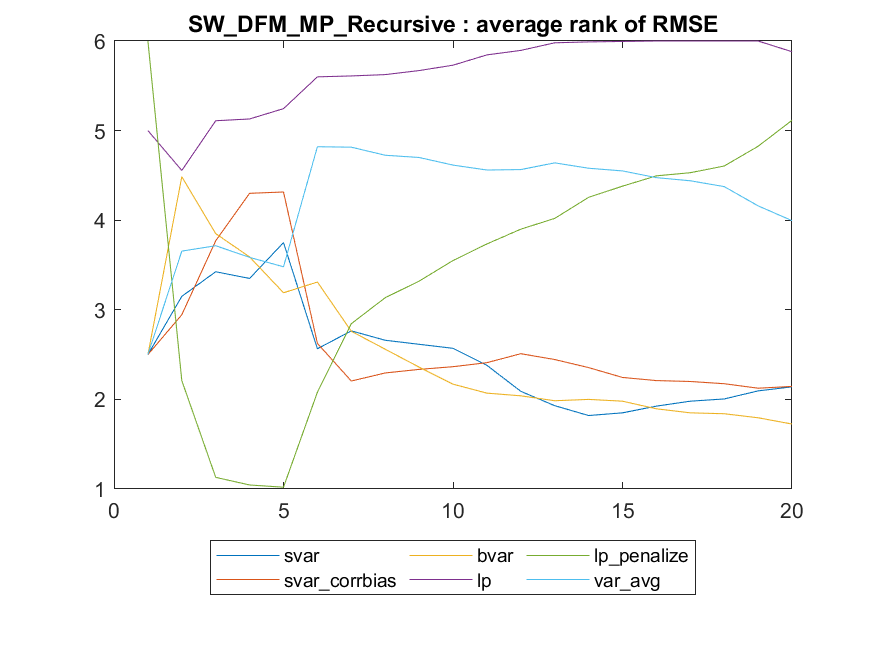 SW_DFM_MP_Recursive : average rank of RMSE
6
5
4
3
2
1
0 5 10 15 20
svar bvar lp_penalize
svar_corrbias lp var_avg